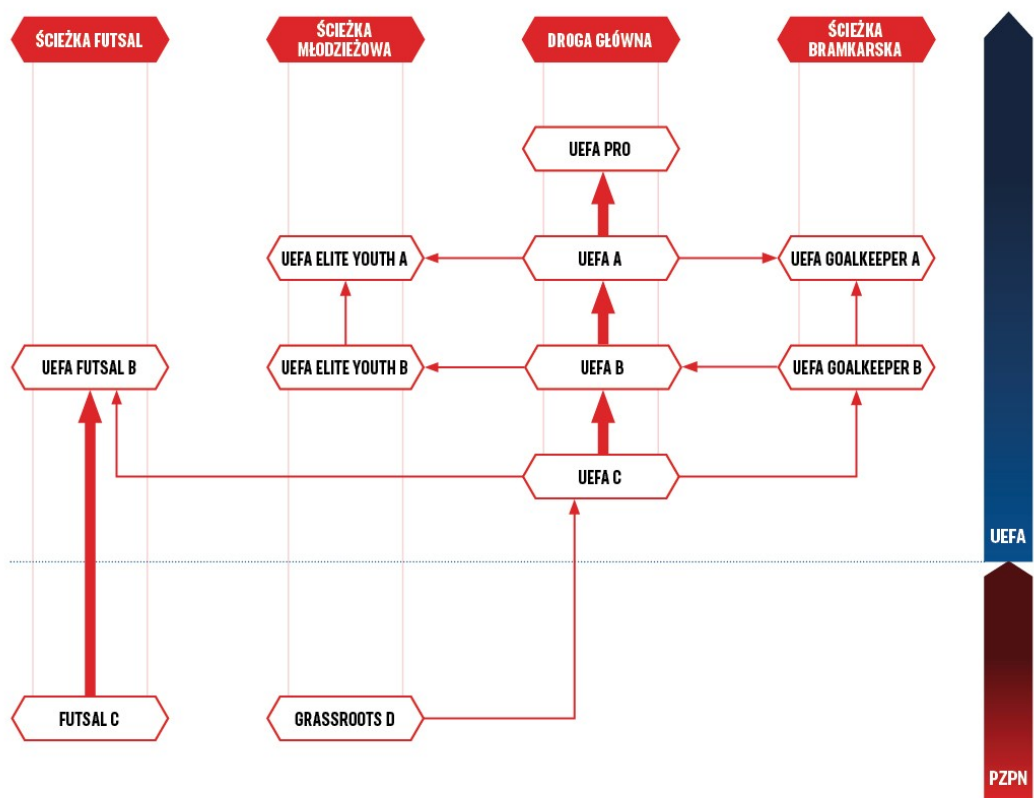 ŚCIEŻKA FUTSAL
ŚCIEŻKA
MŁODZIEŻOWA
DROGA GŁÓWNA
ŚCIEŻKA
BRAMKARSKA
UEFA PRO
UEFA ELITE YOUTH A
UEFA A
UEFA GOALKEEPER A
UEFA FUTSAL B
UEFA ELITE YOUTH B
UEFA B
UEFA GOALKEEPER B
UEFA C
UEFA
FUTSAL C
GRASSROOTS D
PZPN